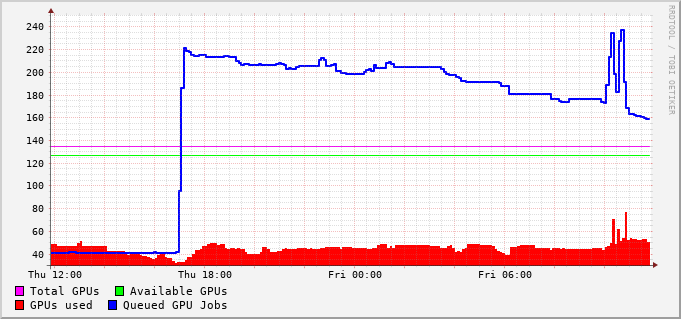 RRDTOOL / TOBI OETIKER
240
220
200
180
160
140
120
100
80
60
40
Thu 12:00 Thu 18:00 Fri 00:00 Fri 06:00
Total GPUs Available GPUs
GPUs used Queued GPU Jobs